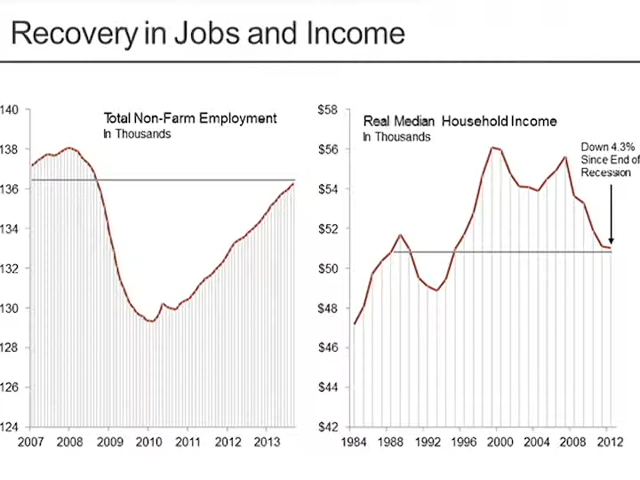 Recovery in Jobs and Income
Total Non-Farm Employment
In Thousands
140
138
136
134
132
130
128
126
124
2007 2008 2009 2010 2011 2012 2013
Real Median Household Income
In Thousands
Down 4.3%
Since End of
Recession
$58
$56
$54
$52
$50
$48
$46
$44
$42
1984 1988 1992 1996 2000 2004 2008 2012